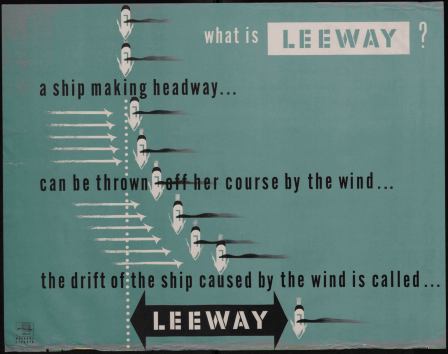 what is LEEWAY ?
a ship making headway...
can be thrown off her course by the wind...
the drift of the ship caused by the wind is called...
LEEWAY